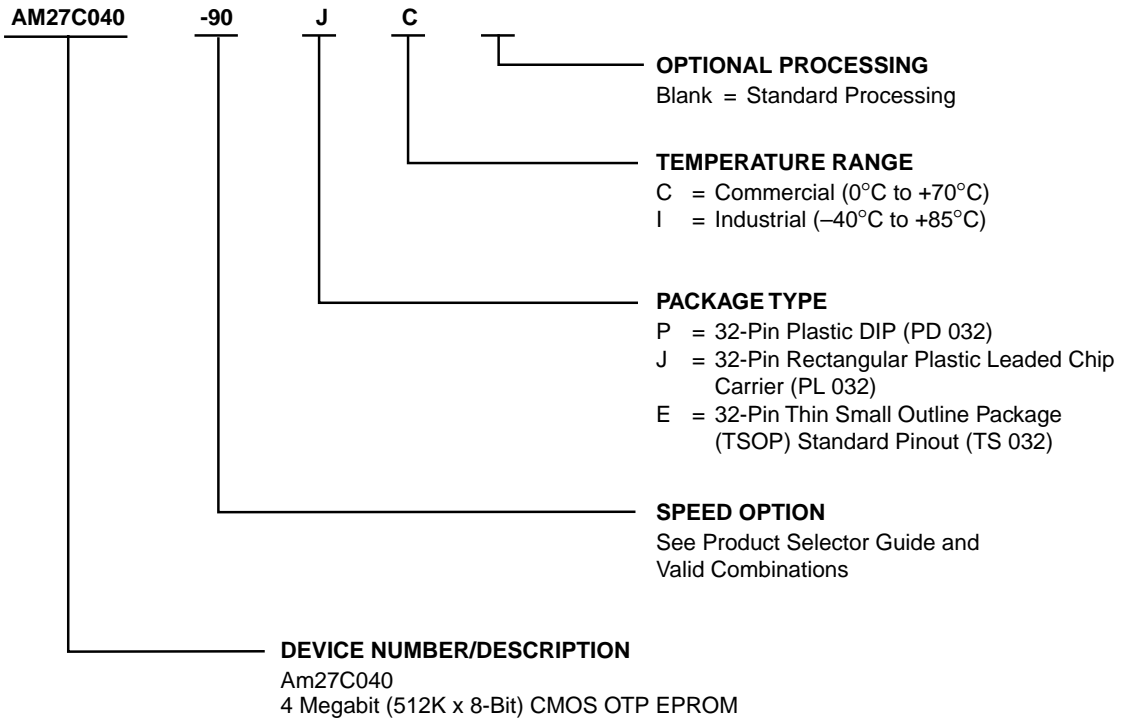 AM27C040 -90 J C
OPTIONAL PROCESSING
Blank = Standard Processing
TEMPERATURE RANGE
C = Commercial (0°C to +70°C)
I = Industrial (–40°C to +85°C)
PACKAGE TYPE
P = 32-Pin Plastic DIP (PD 032)
J = 32-Pin Rectangular Plastic Leaded Chip
Carrier (PL 032)
E = 32-Pin Thin Small Outline Package
(TSOP) Standard Pinout (TS 032)
SPEED OPTION
See Product Selector Guide and
Valid Combinations
DEVICE NUMBER/DESCRIPTION
Am27C040
4 Megabit (512K x 8-Bit) CMOS OTP EPROM